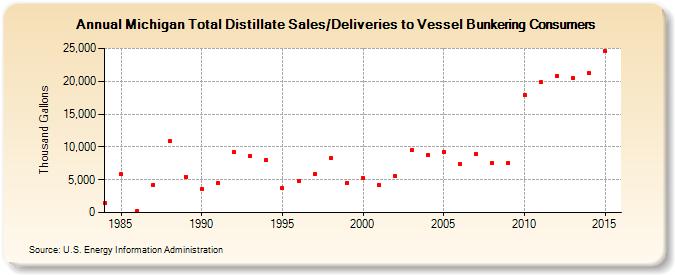 Annual Michigan Total Distillate Sales/Deliveries to Vessel Bunkering Consumers
Thousand Gallons
25,000
20,000
15,000
10,000
5,000
0
1985 1990 1995 2000 2005 2010 2015
Source: U.S. Energy Information Administration